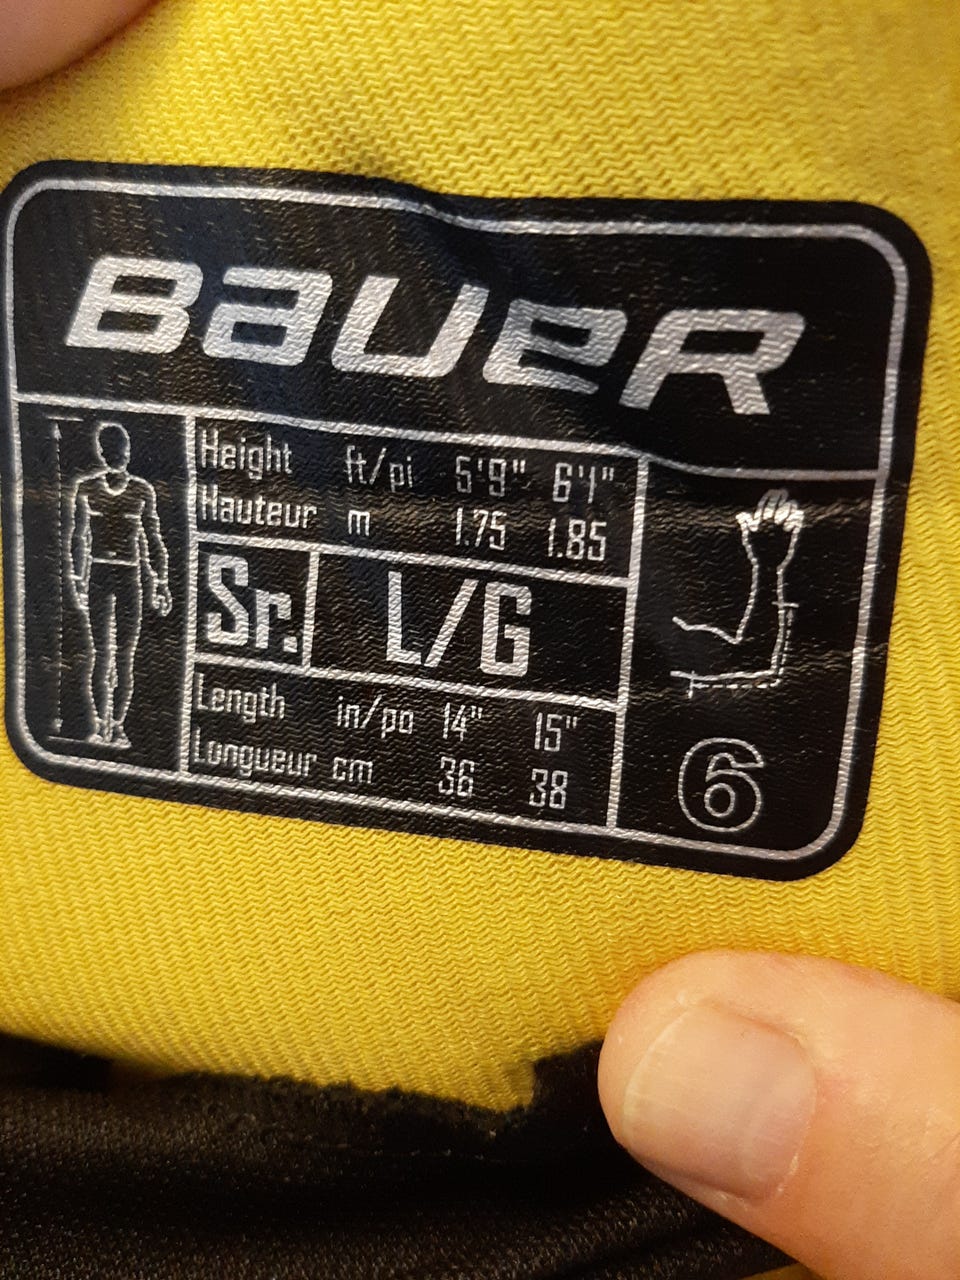 BAUER
Height ft/pi 5'9" 6'1"
Hauteur m 1.75 1.85
Sr. L/G
Length in/po 14" 15"
Longueur cm 36 38
6